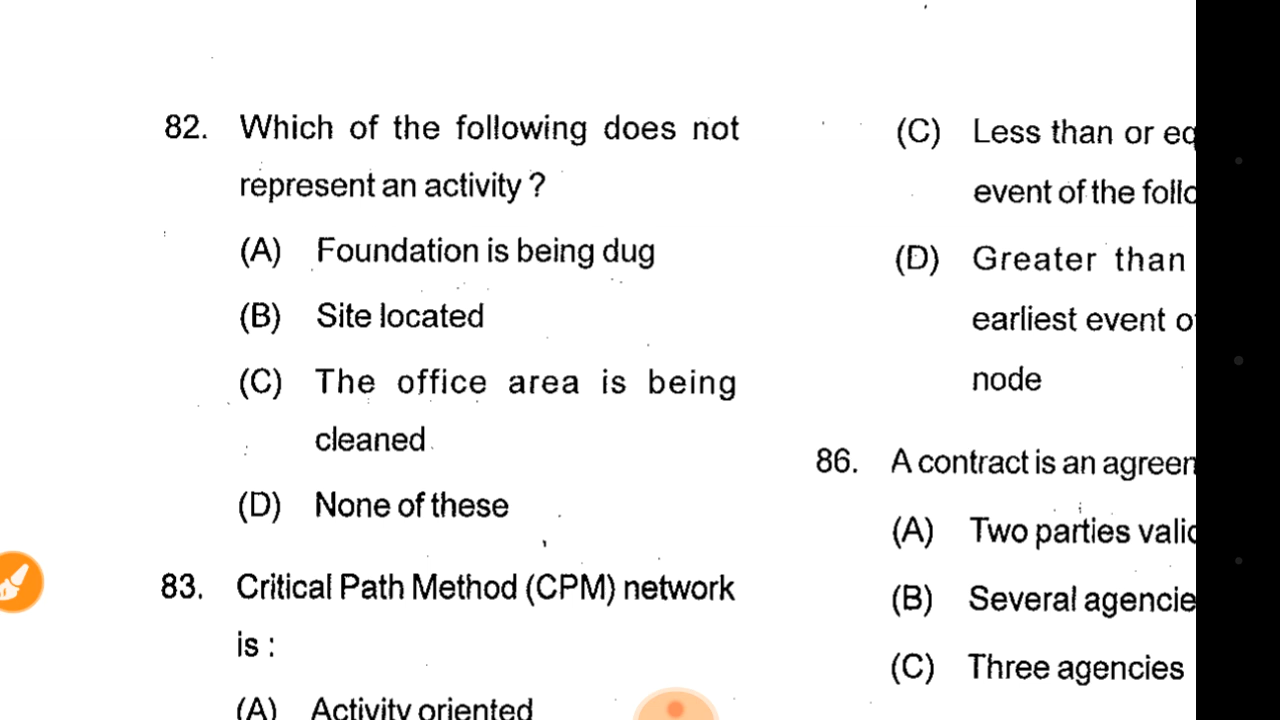 82. Which of the following does not
represent an activity ?
(A) Foundation is being dug
(B) Site located
(C) The office area is being
cleaned
(D) None of these
83. Critical Path Method (CPM) network
is :
(A) Activity oriented
(C) Less than or
event of the
(D) Greater than
earliest event
node
86. A contract is an
(A) Two parties
(B) Several
(C) Three agencies